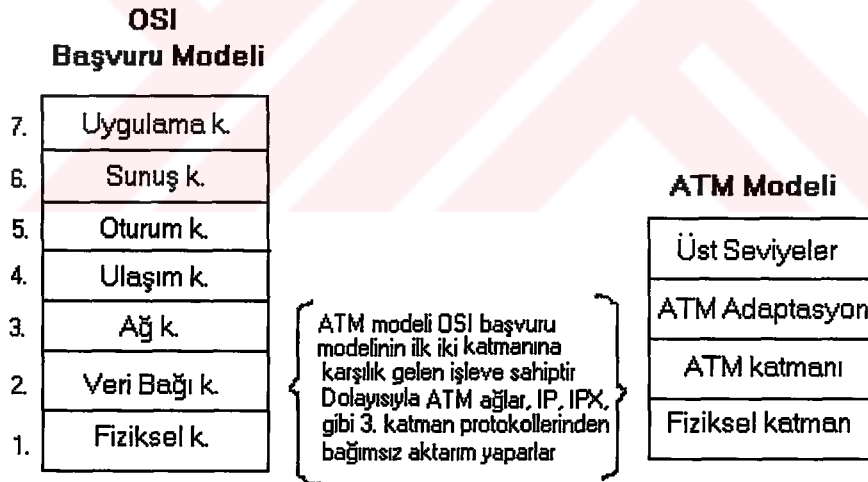 OSI
Başvuru Modeli
7. Uygulama k.
6. Sunuş k.
5. Oturum k.
4. Ulaşım k.
3. Ağ k.
2. Veri Bağı k.
1. Fiziksel k.
ATM modeli OSI başvuru
modelinin ilk iki katmanına
karşılık gelen işleve sahiptir
Dolayısıyla ATM ağlar, IP, IPX,
gibi 3. katman protokollerinden
bağımsız aktarım yaparlar
ATM Modeli
Üst Seviyeler
ATM Adaptasyon
ATM katmanı
Fiziksel katman